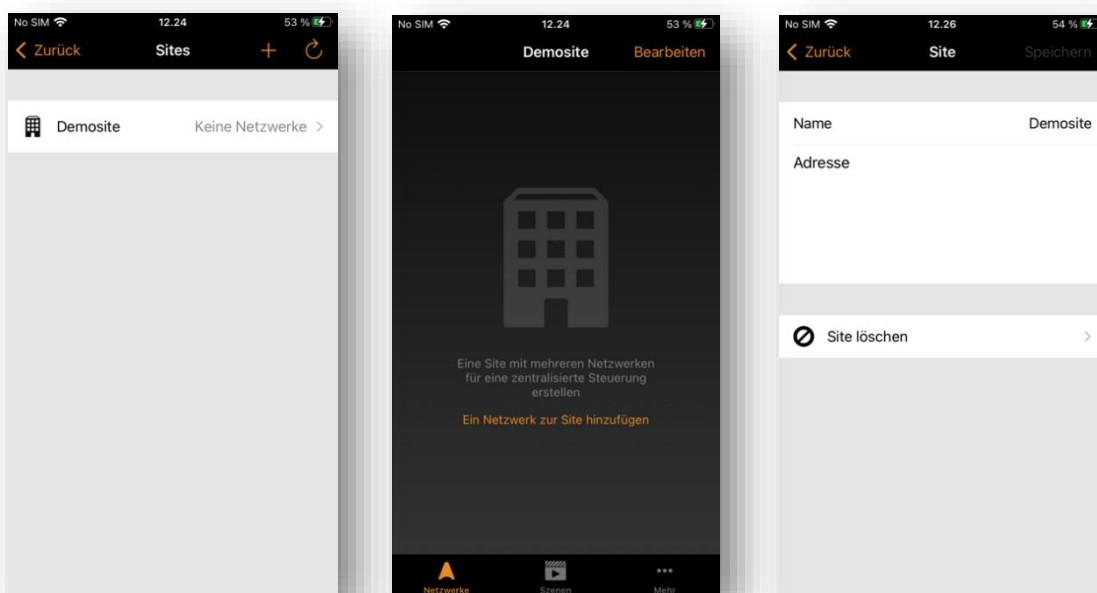 No SIM 12.24 53 %
Zurück Sites
Demosite Keine Netzwerke
No SIM 12.24 53 %
Demosite Bearbeiten
Eine Site mit mehreren Netzwerken
für eine zentralisierte Steuerung
erstellen
Ein Netzwerk zur Site hinzufügen
Netzwerke Szenen Mehr
No SIM 12.26 54 %
Zurück Site Speichern
Name Demosite
Adresse
Site löschen